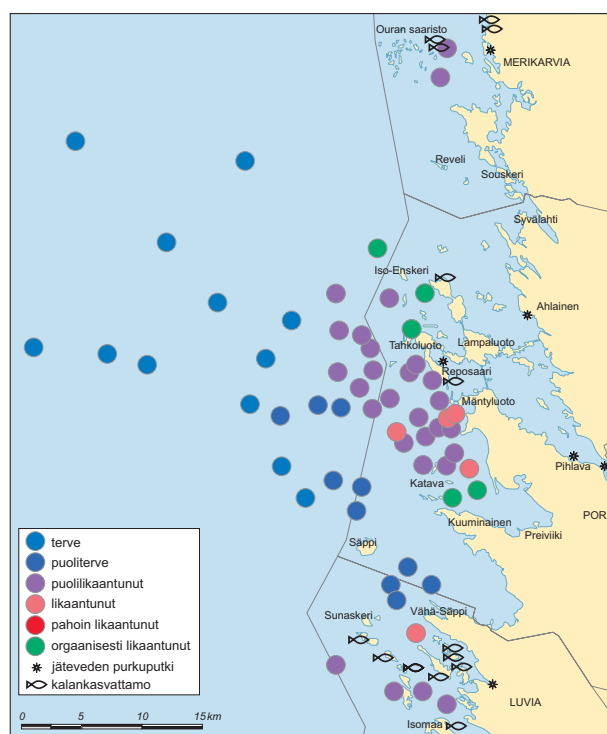 Ouran saaristo
MERIKARVIA
Reveli
Souskeri
Syvälahti
Iso-Enskeri
Ahlainen
Tahkoluoto
Lampaluoto
Reposaari
Mäntyluoto
Pihlava
Katava
POR
Kuuminainen
Preiviiki
Säppi
Sunaskeri
Vähä-Säppi
LUVIA
Isomaa
terve
puoliterve
puolilikaantunut
likaantunut
pahoin likaantunut
orgaanisesti likaantunut
jäteveden purkuputki
kalankasvattamo
0 5 10 15 km